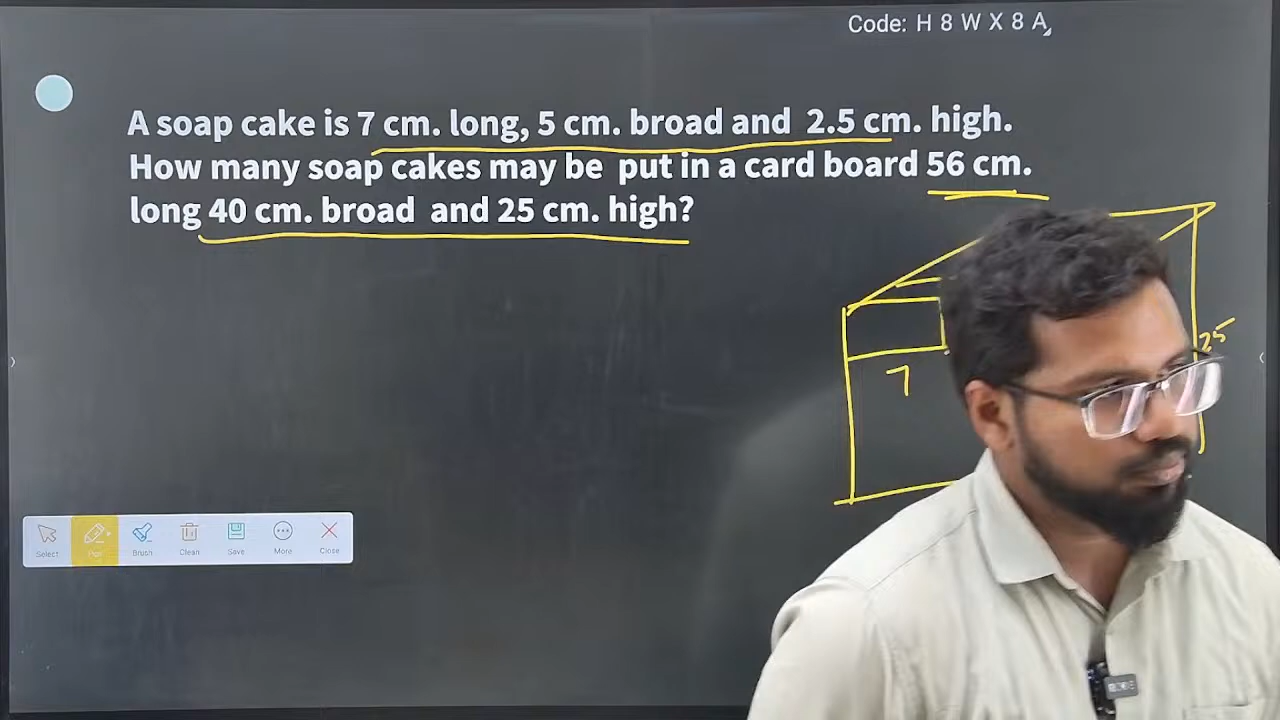 Code: H 8 W X 8 A
A soap cake is 7 cm. long, 5 cm. broad and 2.5 cm. high.
How many soap cakes may be put in a card board 56 cm.
long 40 cm. broad and 25 cm. high?
25
7
Select
Pen
Brush
Clean
Save
More
Close